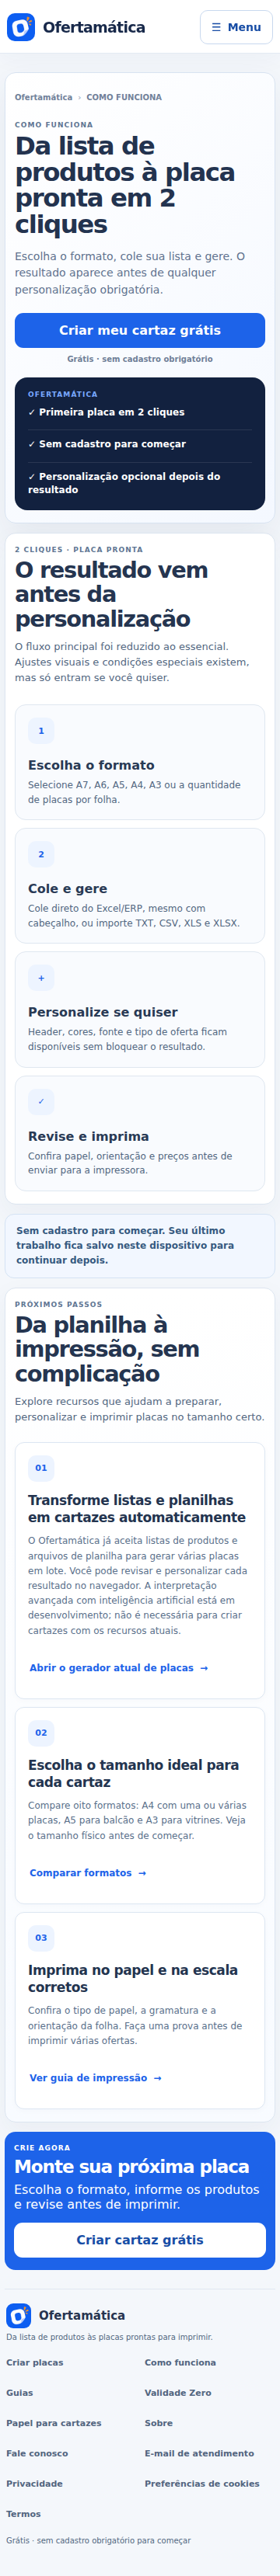 Ofertamática
☰ Menu
Ofertamática › COMO FUNCIONA
COMO FUNCIONA
Da lista de
produtos à placa
pronta em 2
cliques
Escolha o formato, cole sua lista e gere. O
resultado aparece antes de qualquer
personalização obrigatória.
Criar meu cartaz grátis
Grátis · sem cadastro obrigatório
OFERTAMÁTICA
✓ Primeira placa em 2 cliques
✓ Sem cadastro para começar
✓ Personalização opcional depois do
resultado
2 CLIQUES · PLACA PRONTA
O resultado vem
antes da
personalização
O fluxo principal foi reduzido ao essencial.
Ajustes visuais e condições especiais existem,
mas só entram se você quiser.
1
Escolha o formato
Selecione A7, A6, A5, A4, A3 ou a quantidade
de placas por folha.
2
Cole e gere
Cole direto do Excel/ERP, mesmo com
cabeçalho, ou importe TXT, CSV, XLS e XLSX.
+
Personalize se quiser
Header, cores, fonte e tipo de oferta ficam
disponíveis sem bloquear o resultado.
✓
Revise e imprima
Confira papel, orientação e preços antes de
enviar para a impressora.
Sem cadastro para começar. Seu último
trabalho fica salvo neste dispositivo para
continuar depois.
PRÓXIMOS PASSOS
Da planilha à
impressão, sem
complicação
Explore recursos que ajudam a preparar,
personalizar e imprimir placas no tamanho certo.
01
Transforme listas e planilhas
em cartazes automaticamente
O Ofertamática já aceita listas de produtos e
arquivos de planilha para gerar várias placas
em lote. Você pode revisar e personalizar cada
resultado no navegador. A interpretação
avançada com inteligência artificial está em
desenvolvimento; não é necessária para criar
cartazes com os recursos atuais.
Abrir o gerador atual de placas →
02
Escolha o tamanho ideal para
cada cartaz
Compare oito formatos: A4 com uma ou várias
placas, A5 para balcão e A3 para vitrines. Veja
o tamanho físico antes de começar.
Comparar formatos →
03
Imprima no papel e na escala
corretos
Confira o tipo de papel, a gramatura e a
orientação da folha. Faça uma prova antes de
imprimir várias ofertas.
Ver guia de impressão →
CRIE AGORA
Monte sua próxima placa
Escolha o formato, informe os produtos
e revise antes de imprimir.
Criar cartaz grátis
Ofertamática
Da lista de produtos às placas prontas para imprimir.
Criar placas
Como funciona
Guias
Validade Zero
Papel para cartazes
Sobre
Fale conosco
E-mail de atendimento
Privacidade
Preferências de cookies
Termos
Grátis · sem cadastro obrigatório para começar